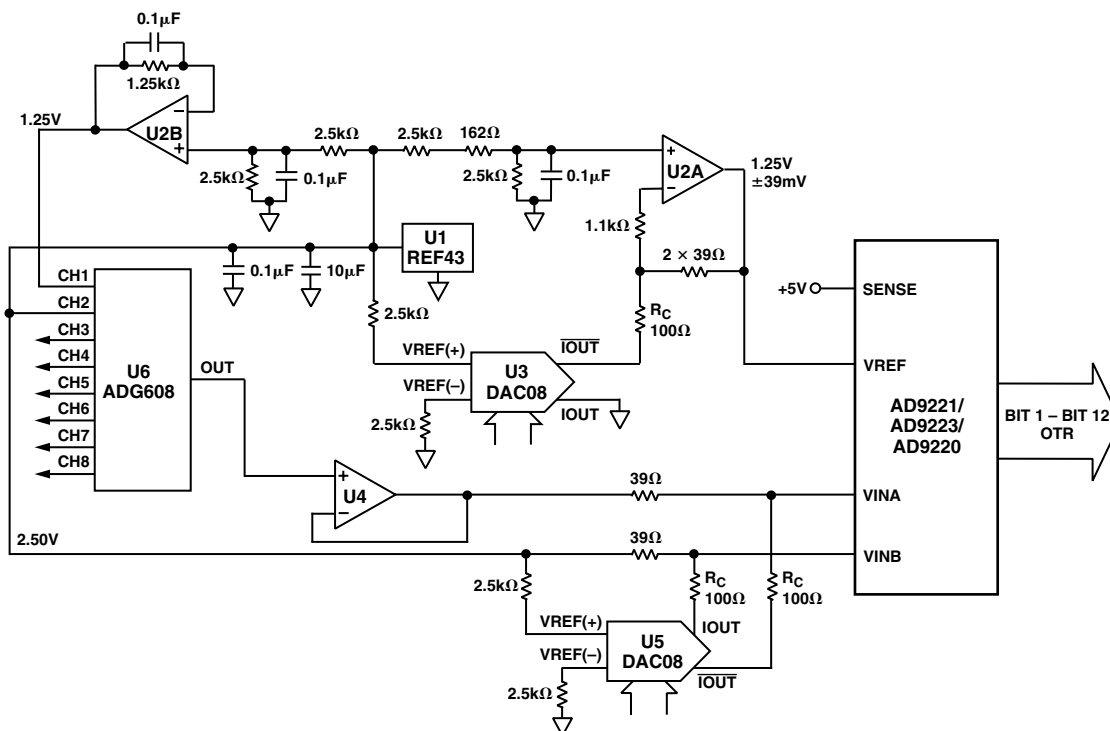 0.1µF
1.25kΩ
1.25V
–
U2B
+
2.5kΩ
2.5kΩ
162Ω
+
U2A
–
1.25V
±39mV
2.5kΩ
0.1µF
2.5kΩ
0.1µF
1.1kΩ
U1
REF43
2 × 39Ω
0.1µF
10µF
CH1
CH2
CH3
CH4
CH5
CH6
CH7
CH8
U6
ADG608
OUT
2.5kΩ
RC
100Ω
+5V
SENSE
VREF
VREF(+)
VREF(–)
U3
DAC08
IOUT
IOUT
2.5kΩ
AD9221/
AD9223/
AD9220
BIT 1 – BIT 12
OTR
+
U4
–
39Ω
VINA
2.50V
39Ω
VINB
2.5kΩ
RC
100Ω
RC
100Ω
VREF(+)
VREF(–)
U5
DAC08
IOUT
IOUT
2.5kΩ